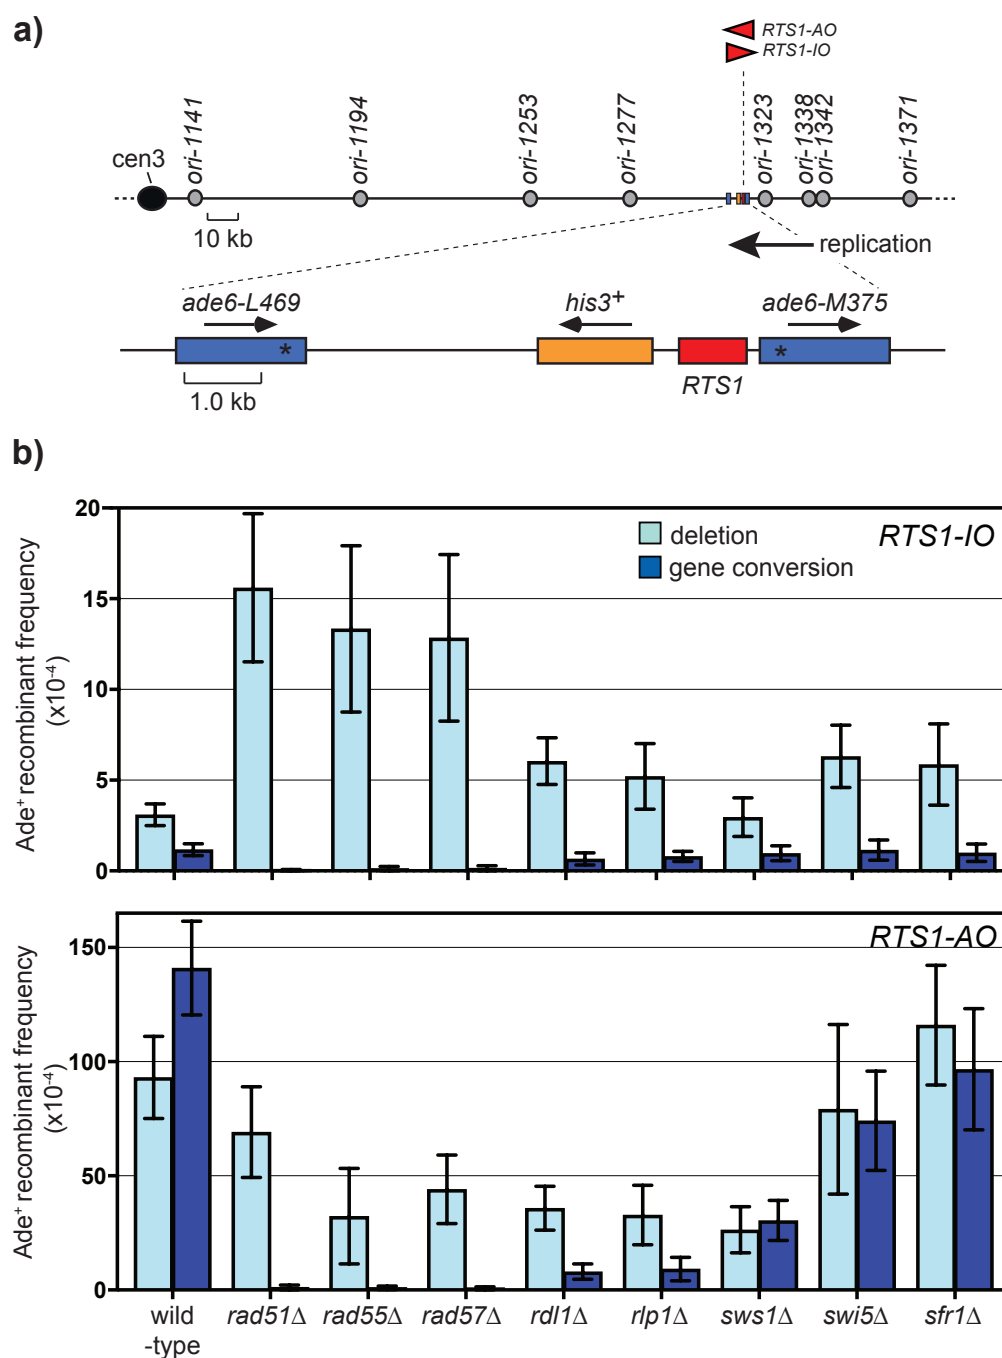 a)
RTS1-AO
RTS1-IO
ori-1141
ori-1194
ori-1253
ori-1277
ori-1323
ori-1338
ori-1342
ori-1371
cen3
10 kb
replication
ade6-L469
his3+
ade6-M375
*
*
RTS1
1.0 kb
b)
Ade+ recombinant frequency
(x10-4)
20
15
10
5
0
deletion
gene conversion
RTS1-IO
Ade+ recombinant frequency
(x10-4)
150
100
50
0
RTS1-AO
wild
-type
rad51Δ
rad55Δ
rad57Δ
rdl1Δ
rlp1Δ
sws1Δ
swi5Δ
sfr1Δ